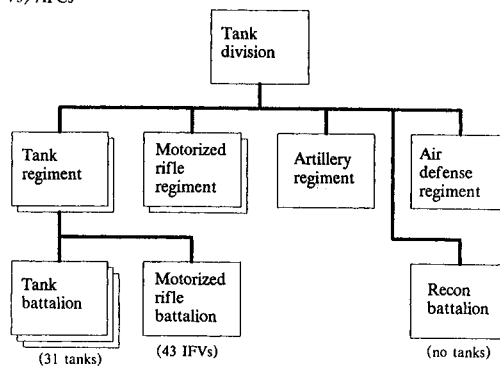 Tank
division
Tank
regiment
Motorized
rifle
regiment
Artillery
regiment
Air
defense
regiment
Tank
battalion
Motorized
rifle
battalion
Recon
battalion
(31 tanks)
(43 IFVs)
(no tanks)